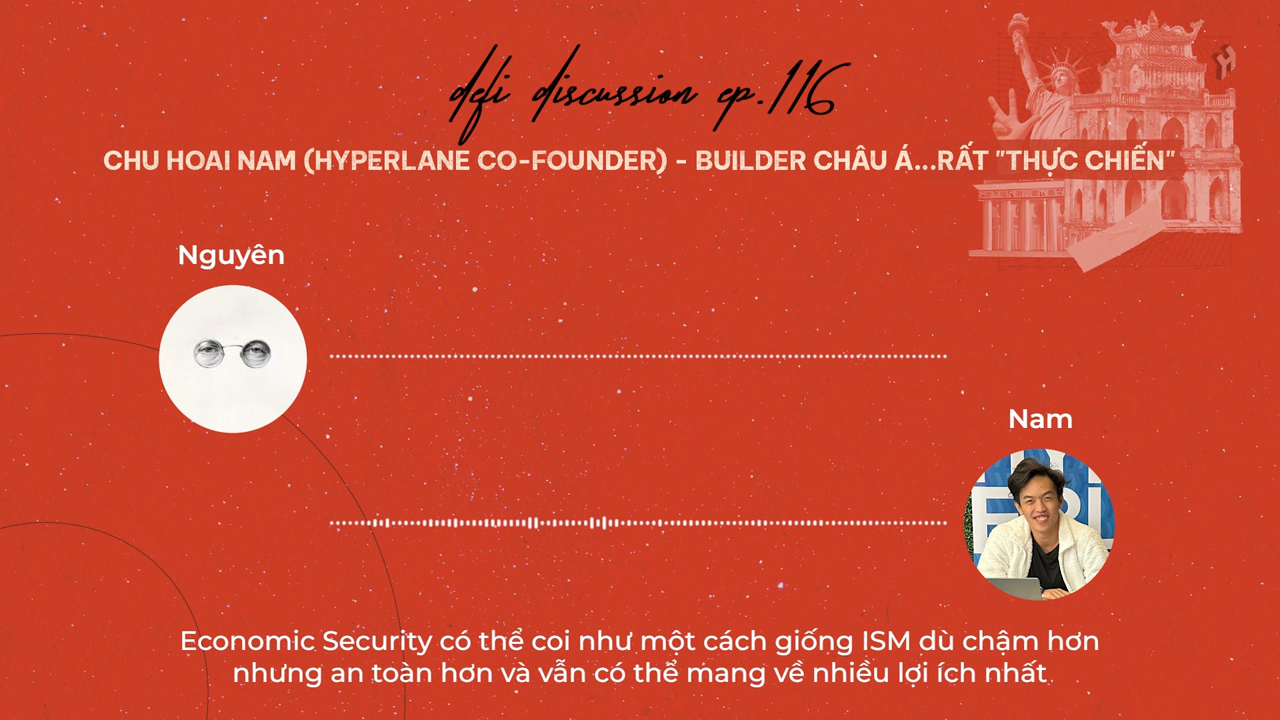 defi discussion ep.116
CHU HOAI NAM (HYPERLANE CO-FOUNDER) - BUILDER CHÂU Á...RẤT "THỰC CHIẾN"
Nguyên
Nam
Economic Security có thể coi như một cách giống ISM dù chậm hơn
nhưng an toàn hơn và vẫn có thể mang về nhiều lợi ích nhất